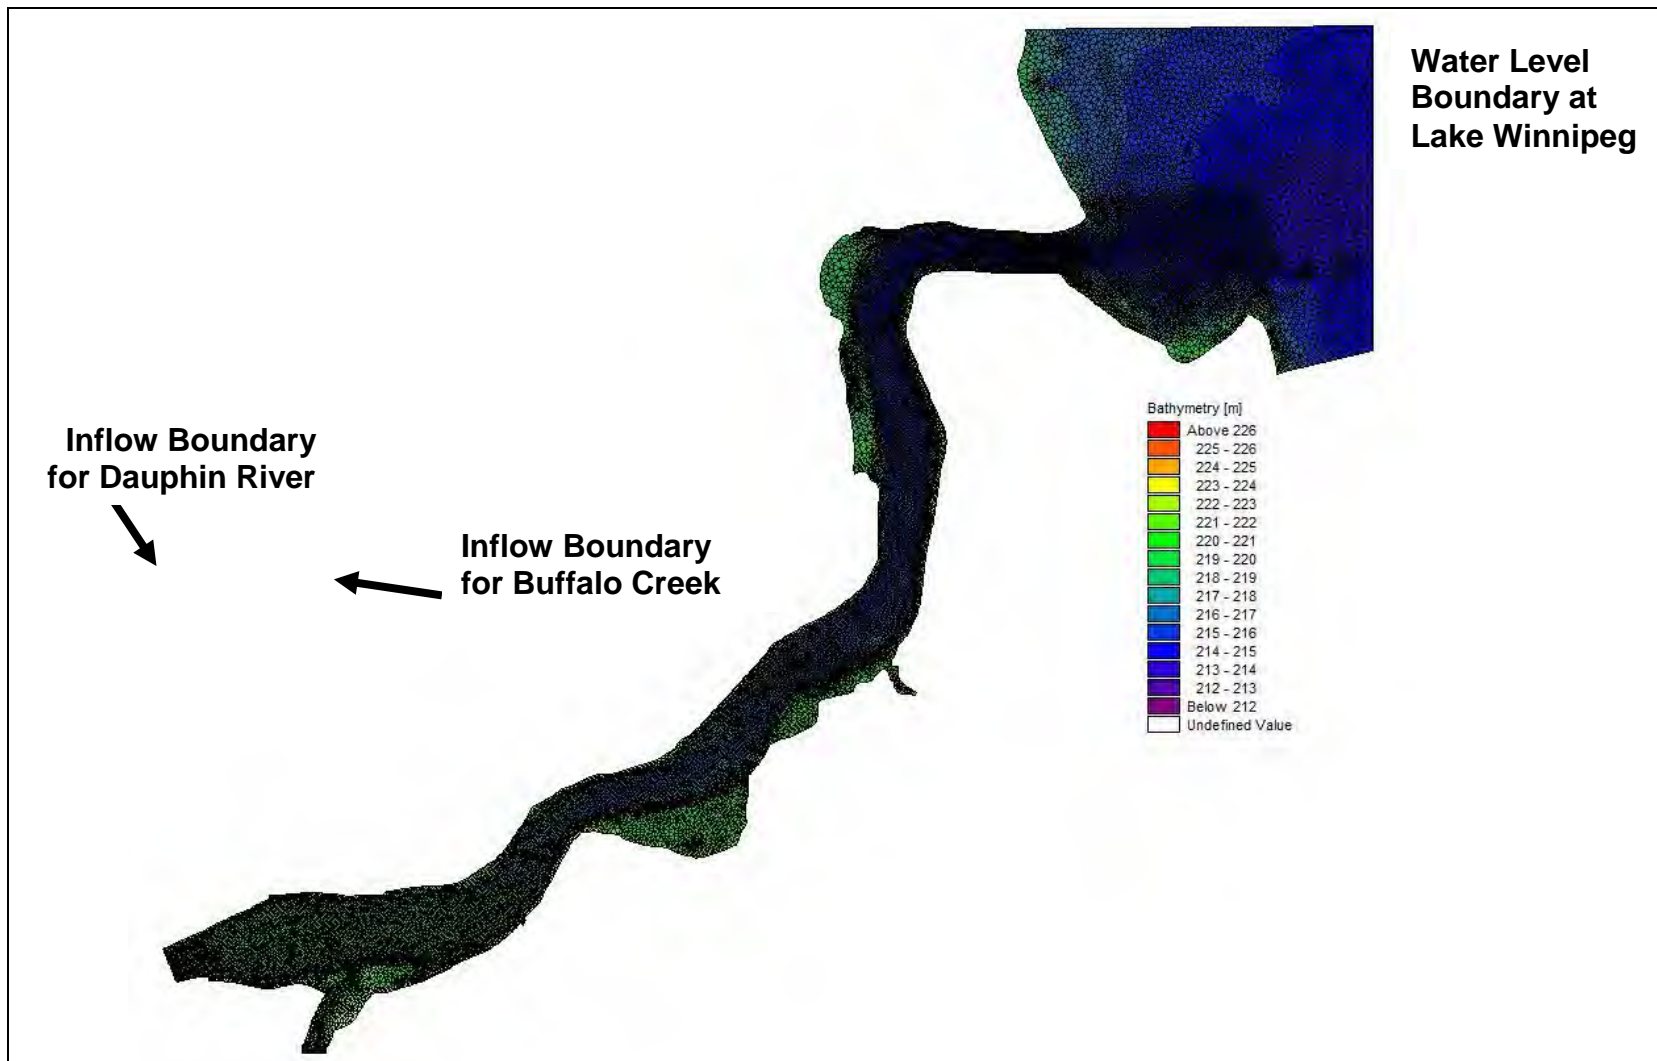 Water Level
Boundary at
Lake Winnipeg
Inflow Boundary
for Dauphin River
Inflow Boundary
for Buffalo Creek
Bathymetry [m]
Above 226
225 - 226
224 - 225
223 - 224
222 - 223
221 - 222
220 - 221
219 - 220
218 - 219
217 - 218
216 - 217
215 - 216
214 - 215
213 - 214
212 - 213
Below 212
Undefined Value